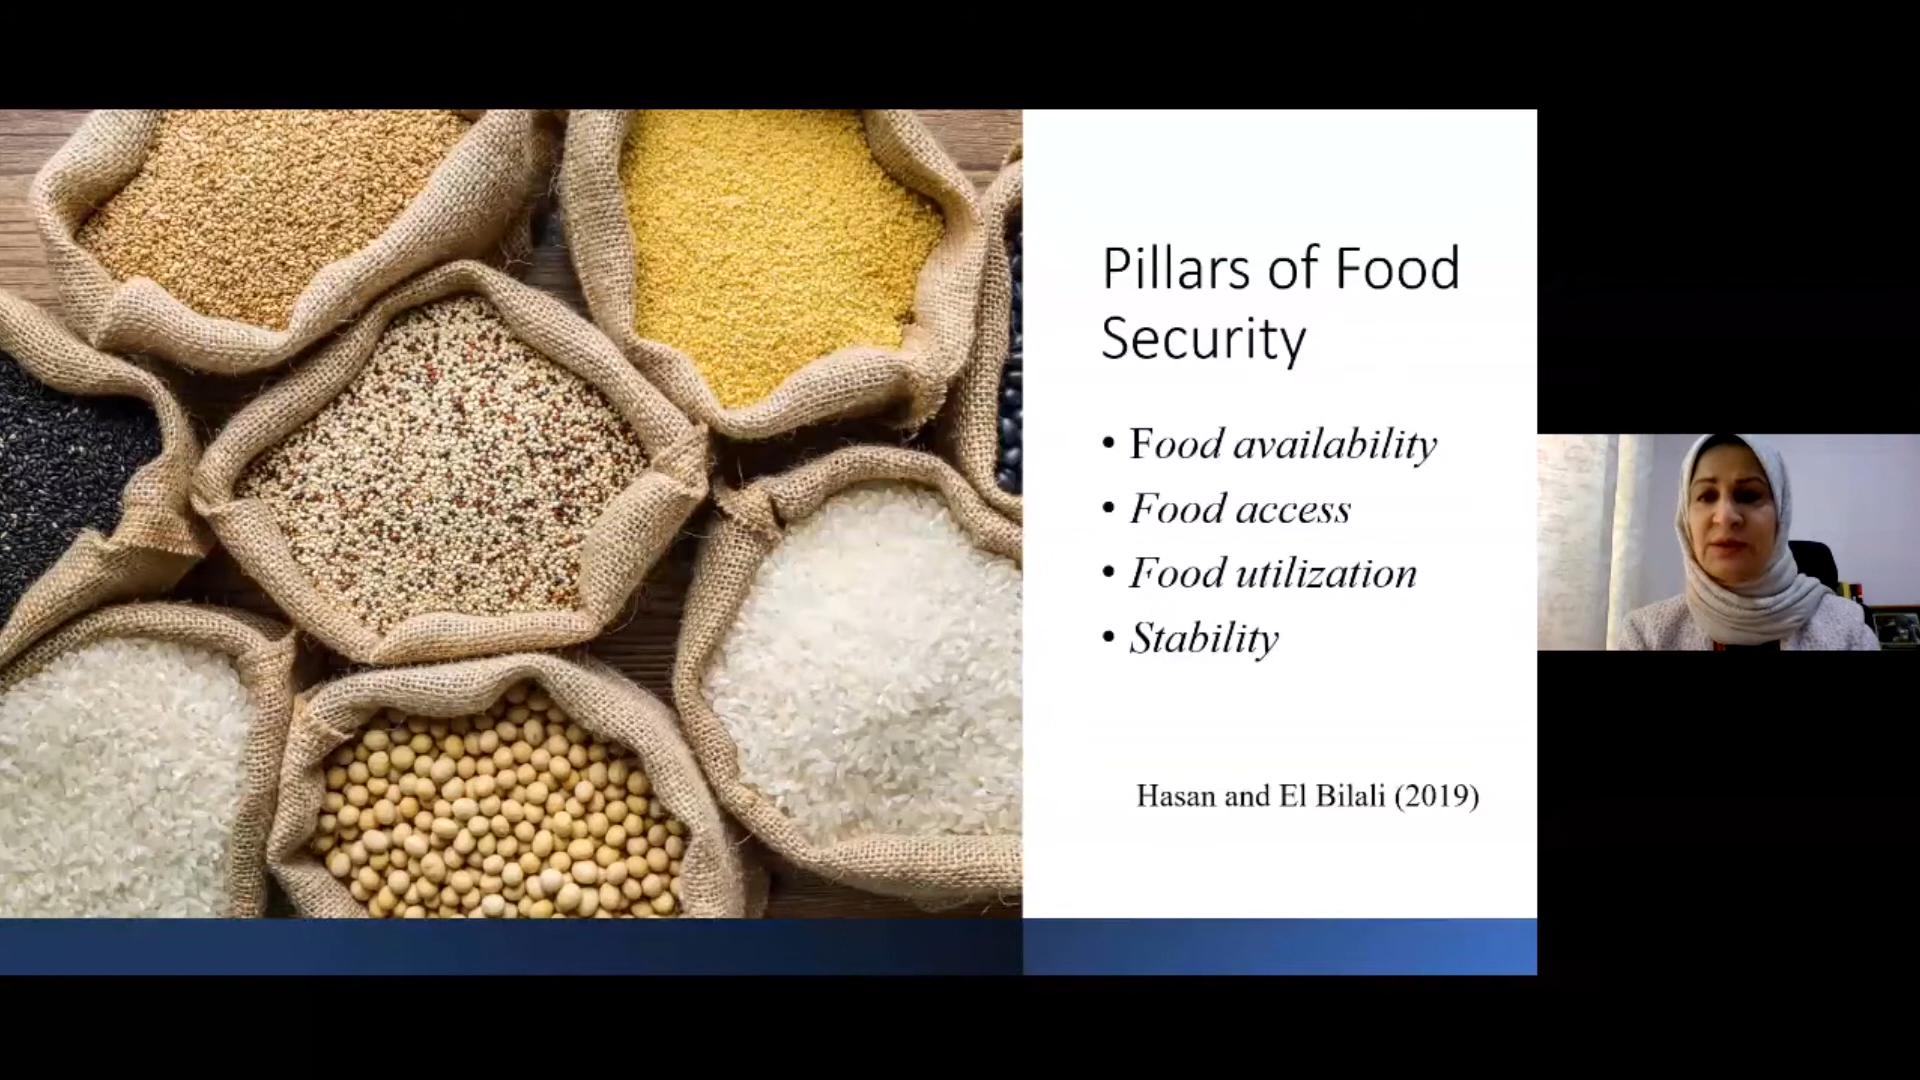 Pillars of Food
Security
• Food availability
• Food access
• Food utilization
• Stability
Hasan and El Bilali (2019)